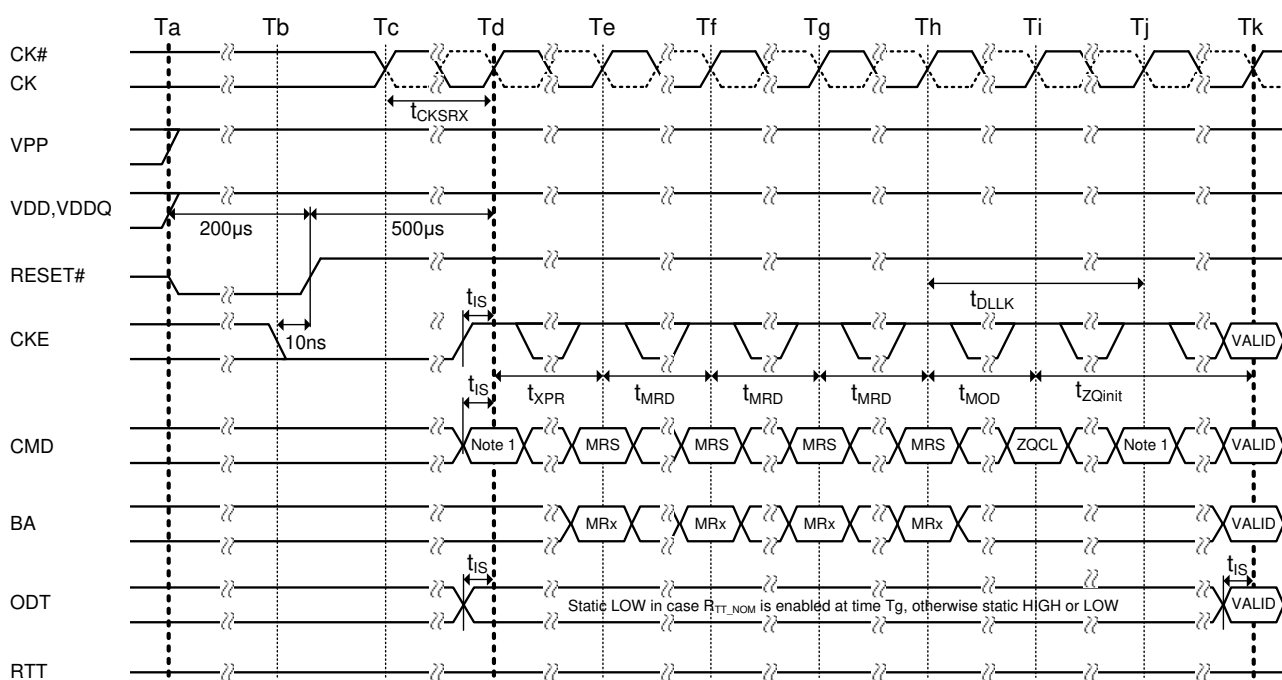 Ta Tb Tc Td Te Tf Tg Th Ti Tj Tk
CK#
CK
tCKSRX
VPP
VDD,VDDQ
200µs 500µs
RESET#
tIS tDLLK
CKE 10ns VALID
tIS tXPR tMRD tMRD tMRD tMOD tZQinit
CMD Note 1 MRS MRS MRS MRS ZQCL Note 1 VALID
BA MRx MRx MRx MRx VALID
tIS tIS
ODT Static LOW in case RTT_NOM is enabled at time Tg, otherwise static HIGH or LOW VALID
RTT